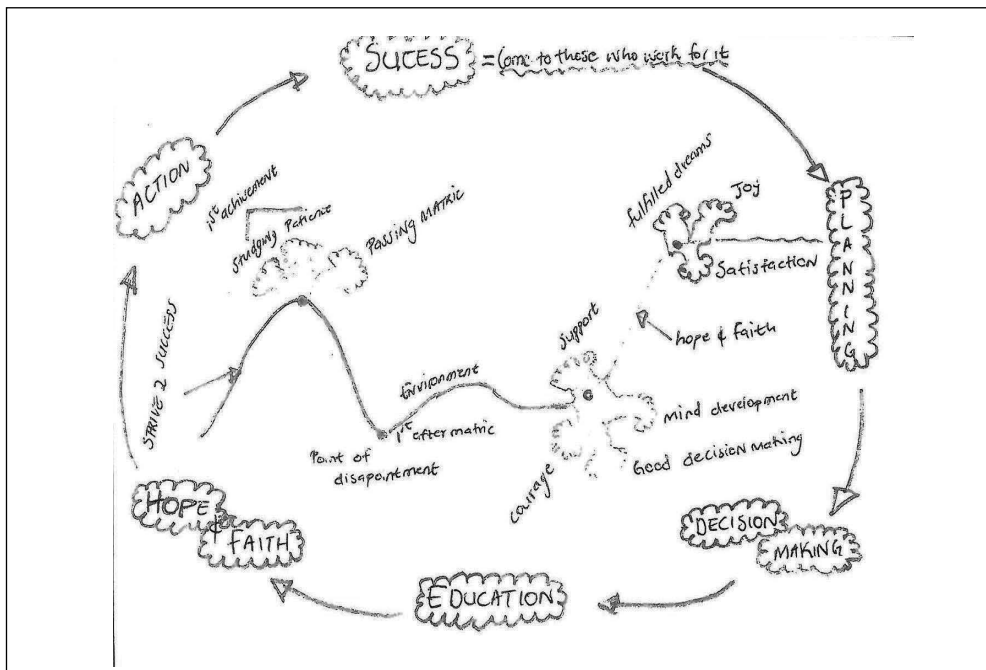 SUCESS = Come to those who work for it
ACTION
1st achivement
Studying Patient
PASSING MATRIC
fulfilled dreams
Joy
Satisfaction
PLANNING
STRIVE 2 SUCCESS
Support
hope & faith
Environment
1st after matric
Point of
disapointment
mind development
Good decision making
courage
HOPE
& FAITH
DECISION
MAKING
EDUCATION